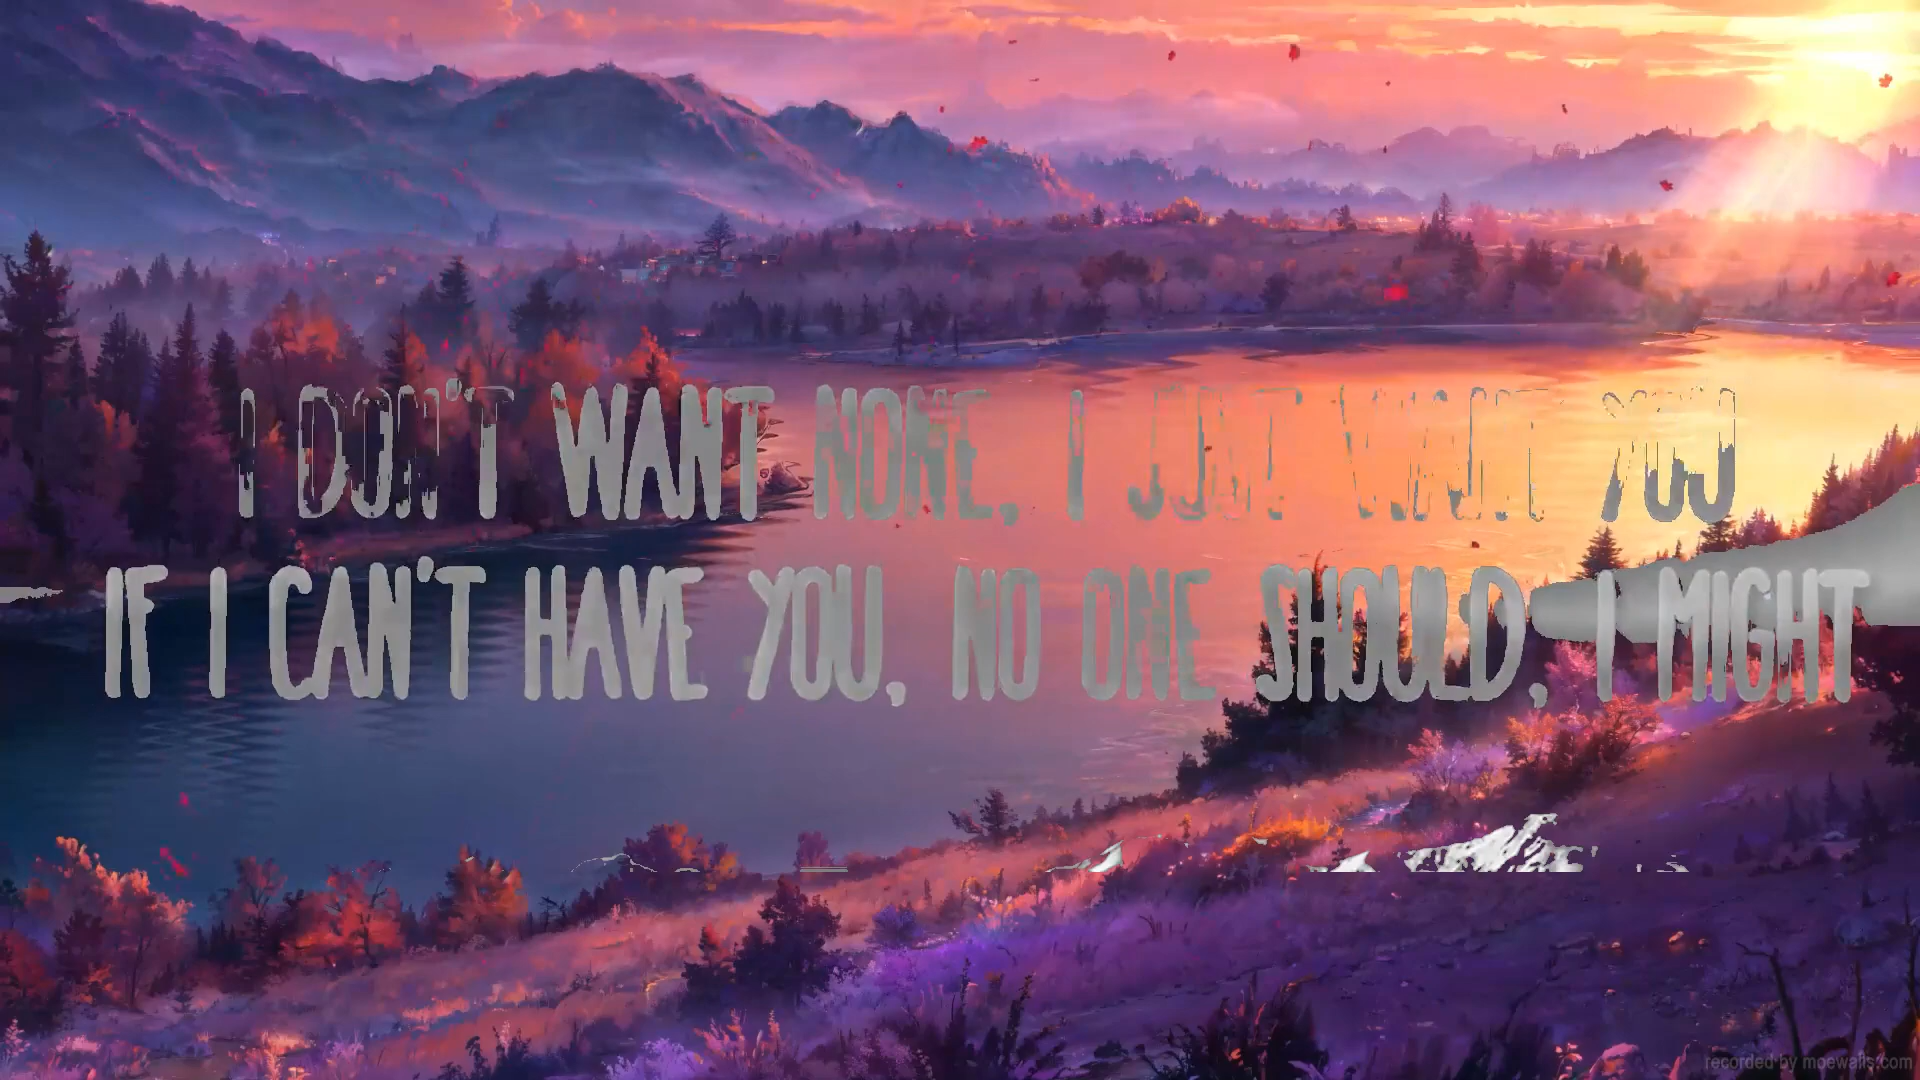 I DON'T WANT NONE, I JUST WANT YOU
IF I CAN'T HAVE YOU, NO ONE SHOULD, I MIGHT
recorded by moewalls.com